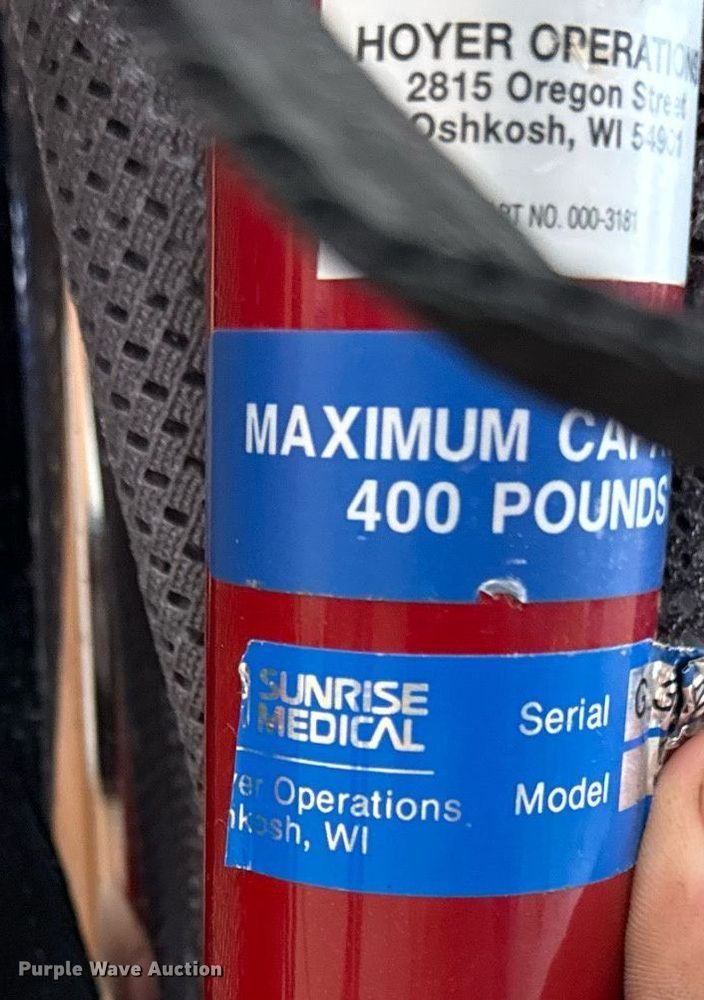 HOYER OPERATIONS
2815 Oregon Street
Oshkosh, WI 54901
NO. 000-3181
MAXIMUM
400 POUNDS
SUNRISE
MEDICAL
Operations
WI
Serial
Model
Purple Wave Auction